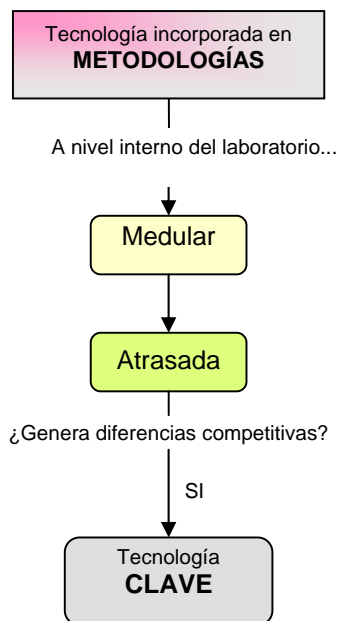 Tecnología incorporada en
METODOLOGÍAS
A nivel interno del laboratorio...
Medular
Atrasada
¿Genera diferencias competitivas?
SI
Tecnología
CLAVE